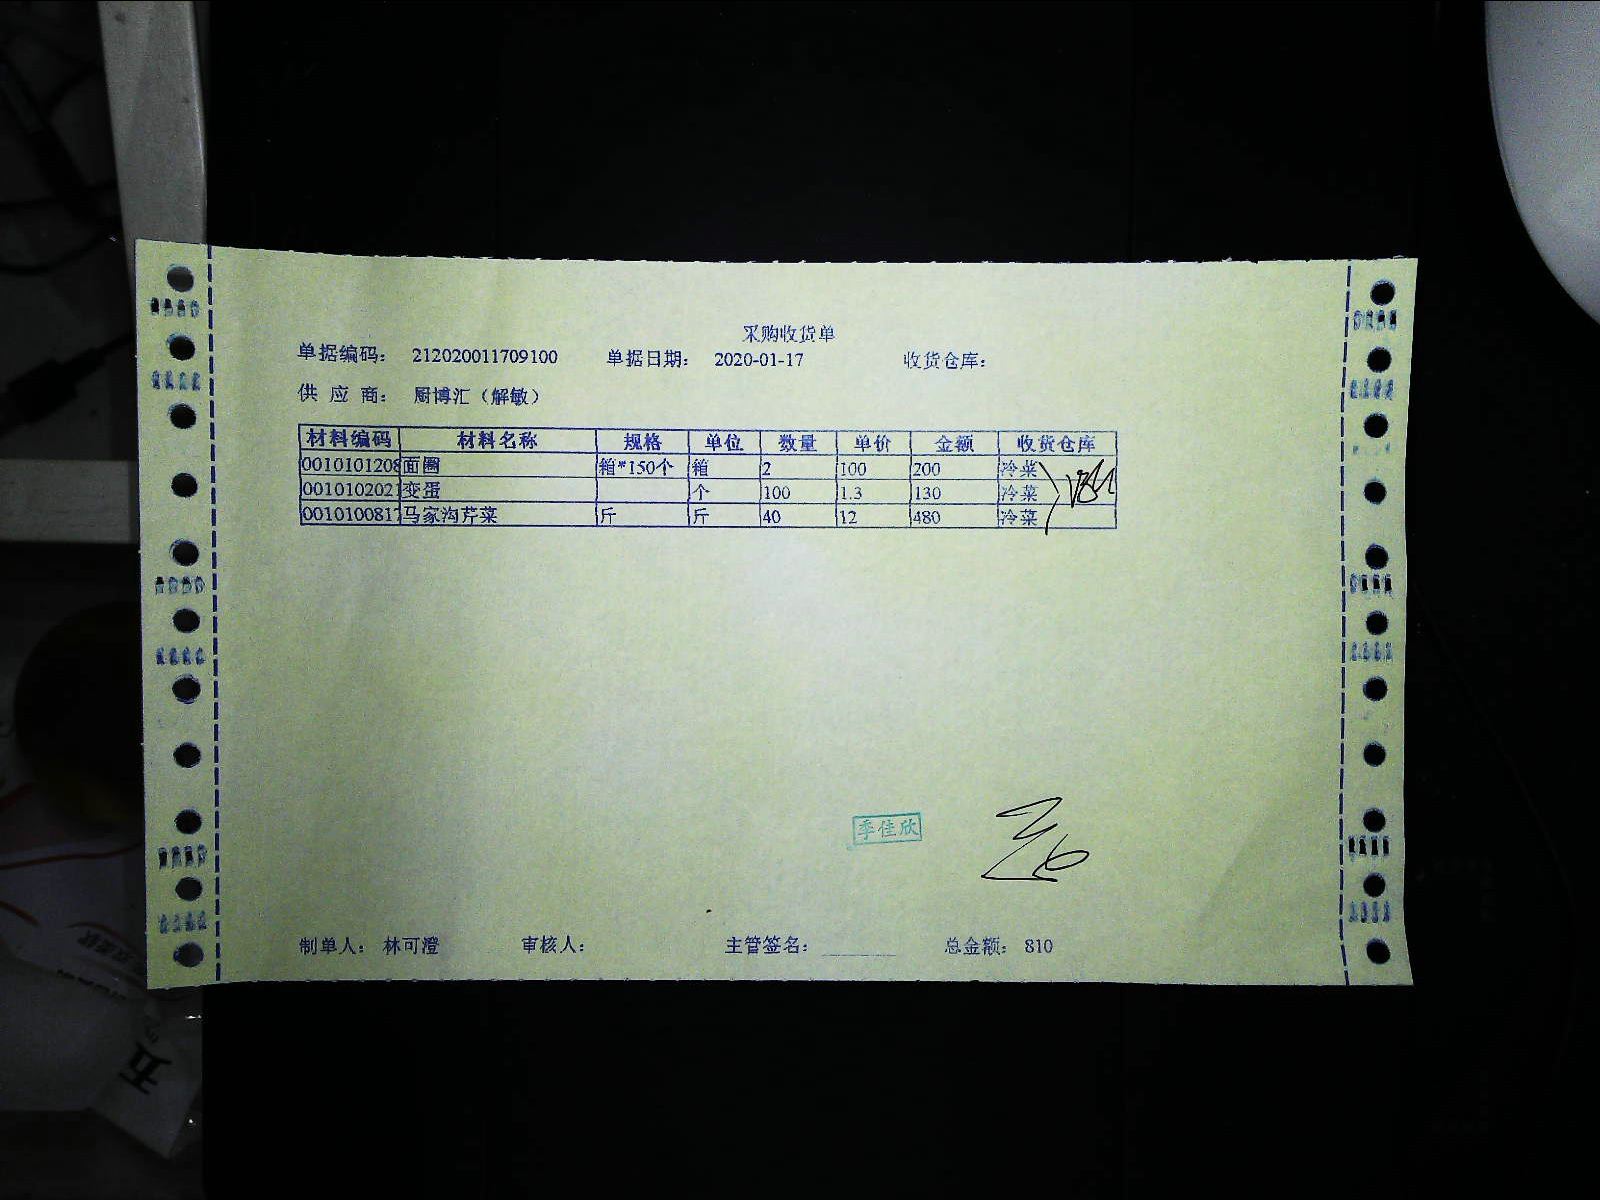 采购收货单
单据编码： 212020011709100 单据日期： 2020-01-17 收货仓库：
供 应 商： 厨博汇（解敏）
材料编码 材料名称 规格 单位 数量 单价 金额 收货仓库
0010101208 面圈 箱*150个 箱 2 100 200 冷菜
0010102021 变蛋 个 100 1.3 130 冷菜
0010100817 马家沟芹菜 斤 斤 40 12 480 冷菜
季佳欣
制单人： 林可澄 审核人： 主管签名： 总金额： 810
五